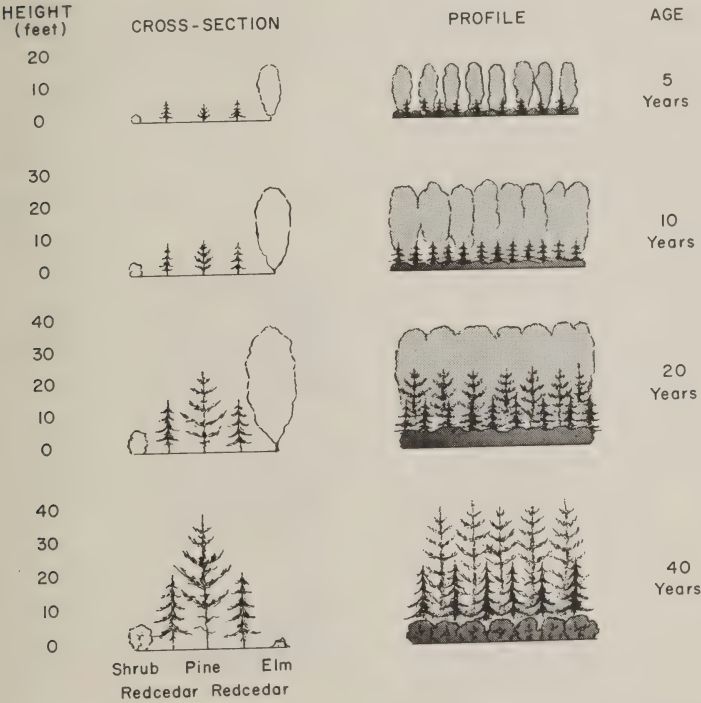 HEIGHT
(feet)
CROSS-SECTION
PROFILE
AGE
20
10
0
5
Years
30
20
10
0
10
Years
40
30
20
10
0
20
Years
40
30
20
10
0
40
Years
Shrub Pine Elm
Redcedar Redcedar